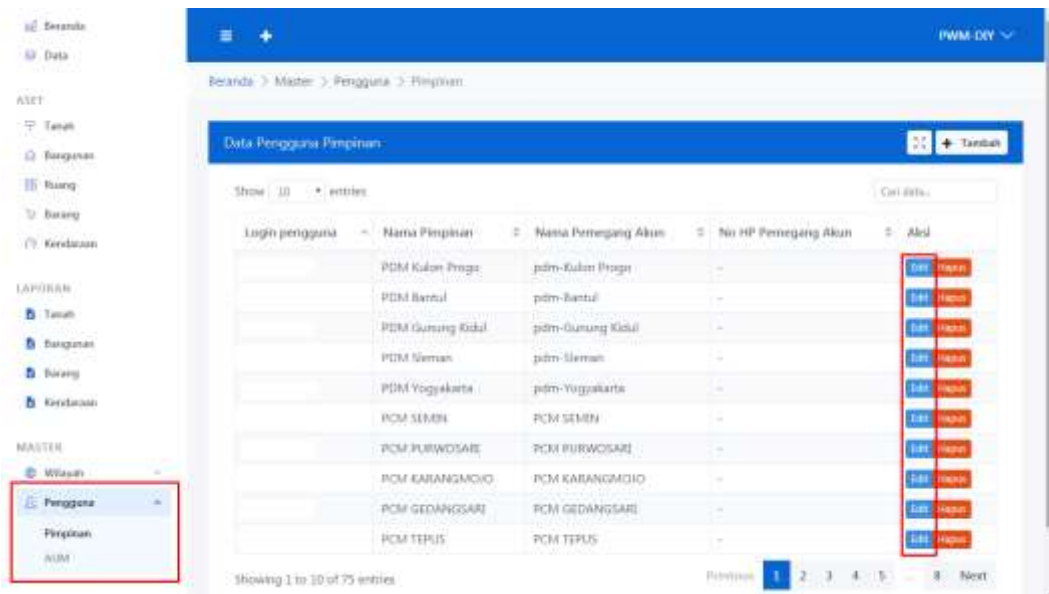 Beranda
Data
ASET
Tanah
Bangunan
Ruang
Barang
Kendaraan
LAPORAN
Tanah
Bangunan
Barang
Kendaraan
MASTER
Wilayah
Pengguna
Pimpinan
AUM
PWM-DIY
Beranda > Master > Pengguna > Pimpinan
Data Pengguna Pimpinan
Tambah
Show 10 entries
Cari data...
Login pengguna Nama Pimpinan Nama Pemegang Akun No HP Pemegang Akun Aksi
PDM Kulon Progo pdm-Kulon Progo - Edit Hapus
PDM Bantul pdm-Bantul - Edit Hapus
PDM Gunung Kidul pdm-Gunung Kidul - Edit Hapus
PDM Sleman pdm-Sleman - Edit Hapus
PDM Yogyakarta pdm-Yogyakarta - Edit Hapus
PCM SEMIN PCM SEMIN - Edit Hapus
PCM PURWOSARI PCM PURWOSARI - Edit Hapus
PCM KARANGMOJO PCM KARANGMOJO - Edit Hapus
PCM GEDANGSARI PCM GEDANGSARI - Edit Hapus
PCM TEPUS PCM TEPUS - Edit Hapus
Showing 1 to 10 of 75 entries
Previous 1 2 3 4 5 ... 8 Next